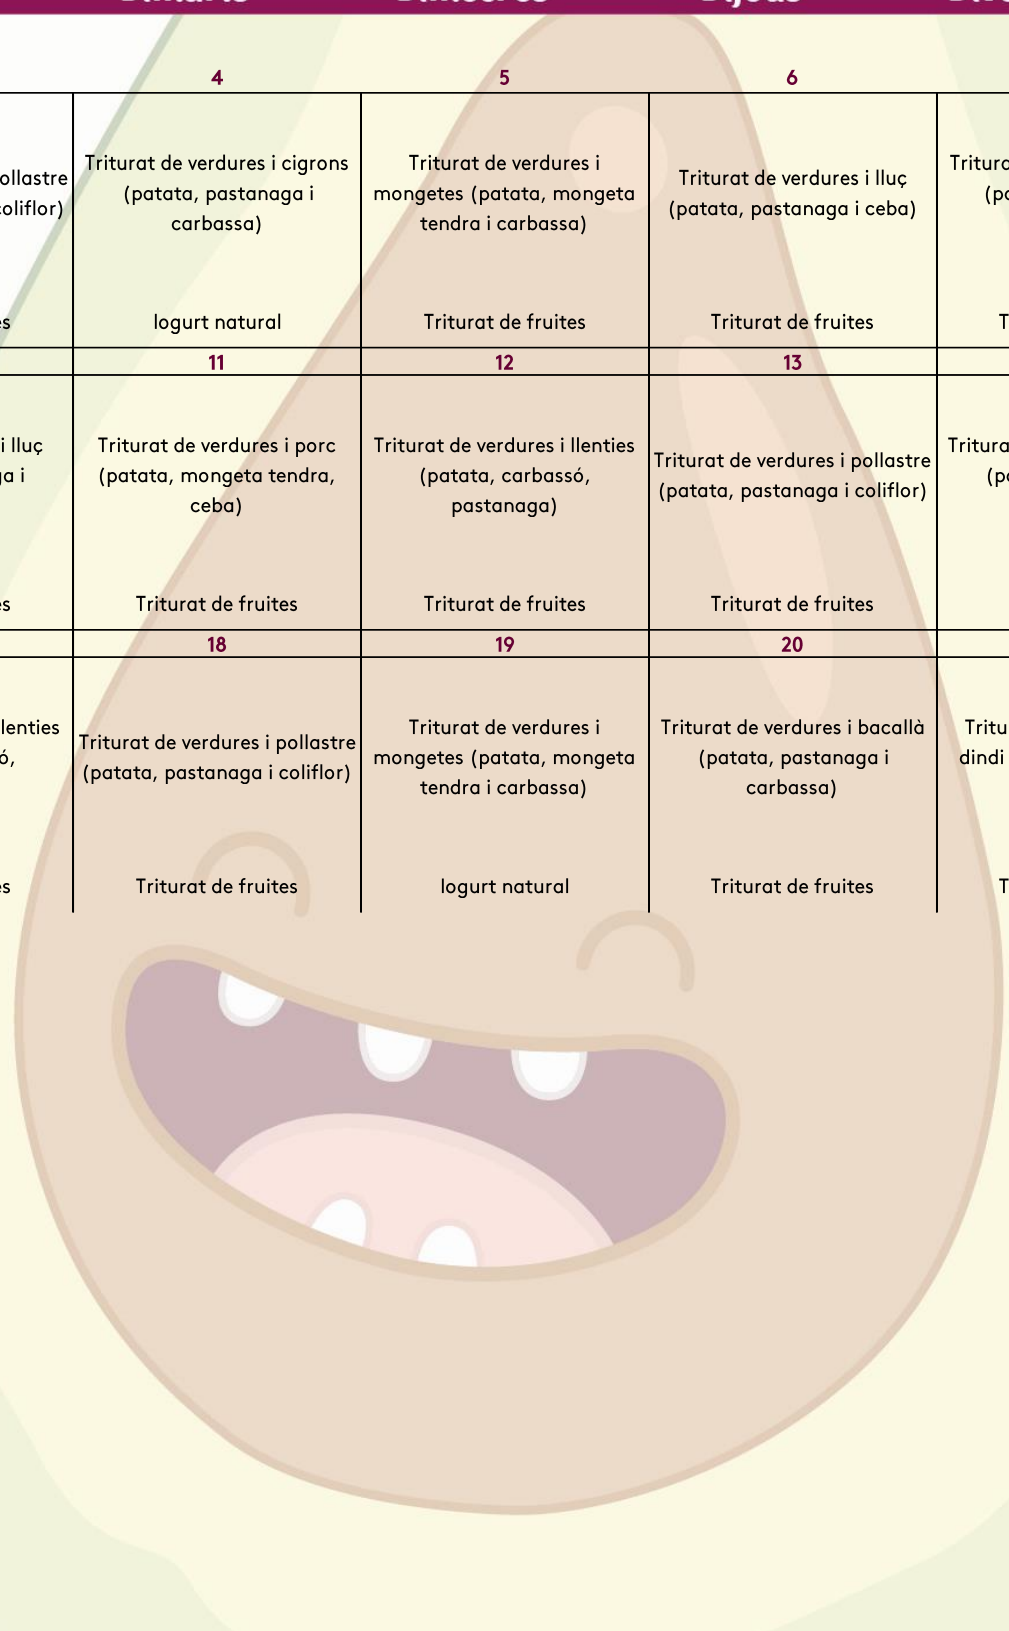 4
5
6
Triturat de verdures i cigrons
(patata, pastanaga i
carbassa)
Triturat de verdures i
mongetes (patata, mongeta
tendra i carbassa)
Triturat de verdures i lluç
(patata, pastanaga i ceba)
coliflor)
Iogurt natural
Triturat de fruites
Triturat de fruites
11
12
13
i lluç
Triturat de verdures i porc
(patata, mongeta tendra,
ceba)
Triturat de verdures i llenties
(patata, carbassó,
pastanaga)
Triturat de verdures i pollastre
(patata, pastanaga i coliflor)
Triturat de fruites
Triturat de fruites
Triturat de fruites
18
19
20
Triturat de verdures i pollastre
(patata, pastanaga i coliflor)
Triturat de verdures i
mongetes (patata, mongeta
tendra i carbassa)
Triturat de verdures i bacallà
(patata, pastanaga i
carbassa)
dindi
Triturat de fruites
Iogurt natural
Triturat de fruites